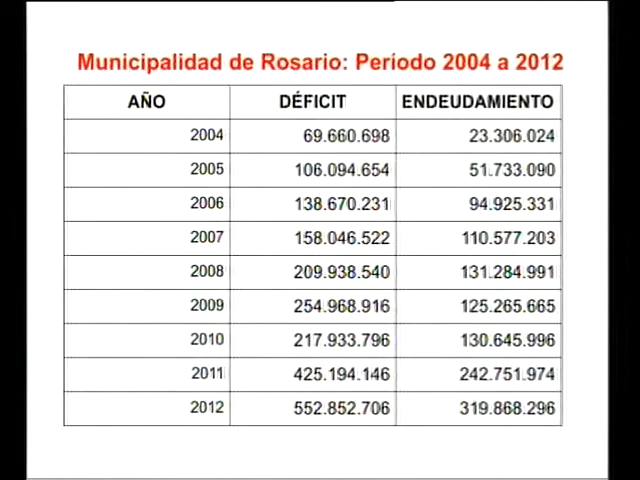 Municipalidad de Rosario: Período 2004 a 2012
AÑO DÉFICIT ENDEUDAMIENTO
2004 69.660.698 23.306.024
2005 106.094.654 51.733.090
2006 138.670.231 94.925.331
2007 158.046.522 110.577.203
2008 209.938.540 131.284.991
2009 254.968.916 125.265.665
2010 217.933.796 130.645.996
2011 425.194.146 242.751.974
2012 552.852.706 319.868.296